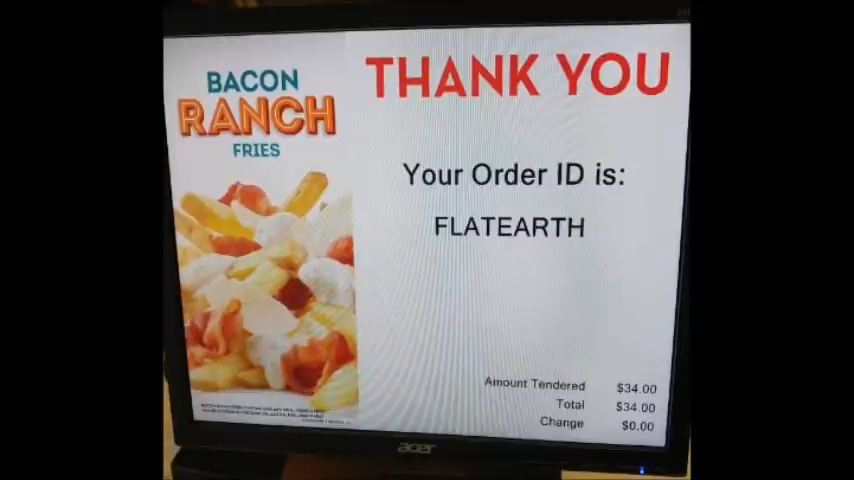 BACON
RANCH
FRIES
THANK YOU
Your Order ID is:
FLATEARTH
Amount Tendered $34.00
Total $34.00
Change $0.00
acer